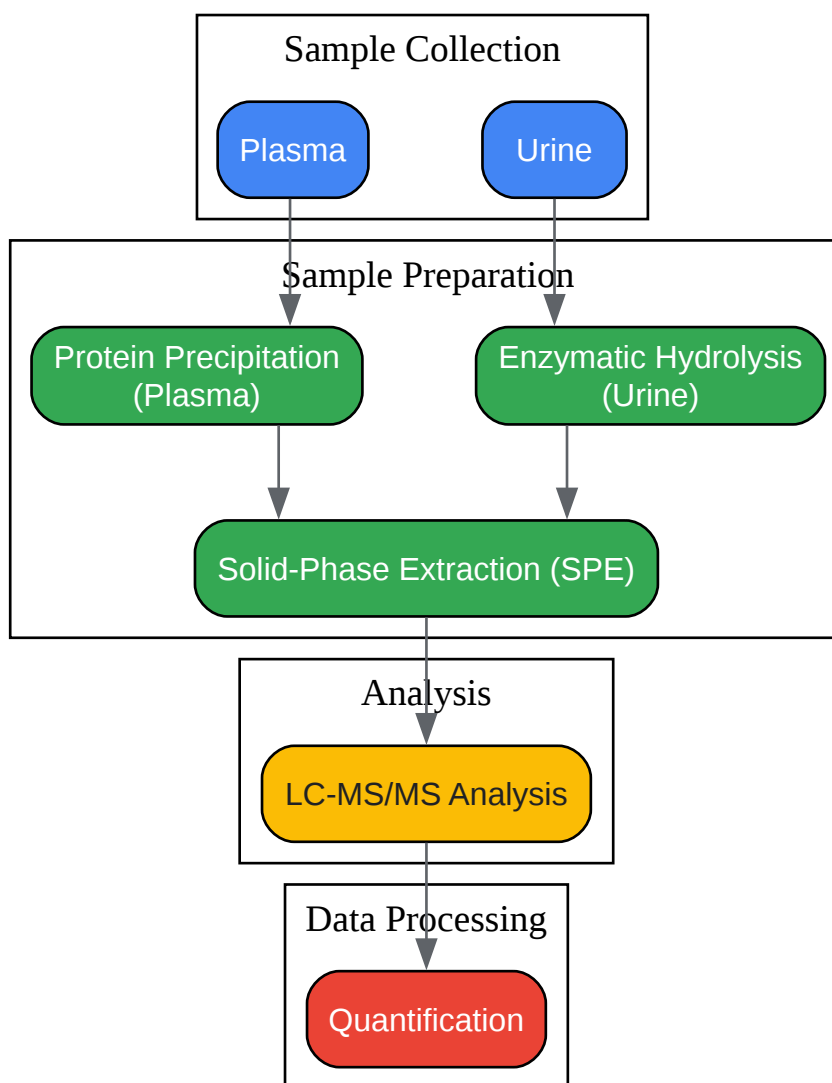 Sample Collection
Plasma
Urine
Sample Preparation
Protein Precipitation
(Plasma)
Enzymatic Hydrolysis
(Urine)
Solid-Phase Extraction (SPE)
Analysis
LC-MS/MS Analysis
Data Processing
Quantification